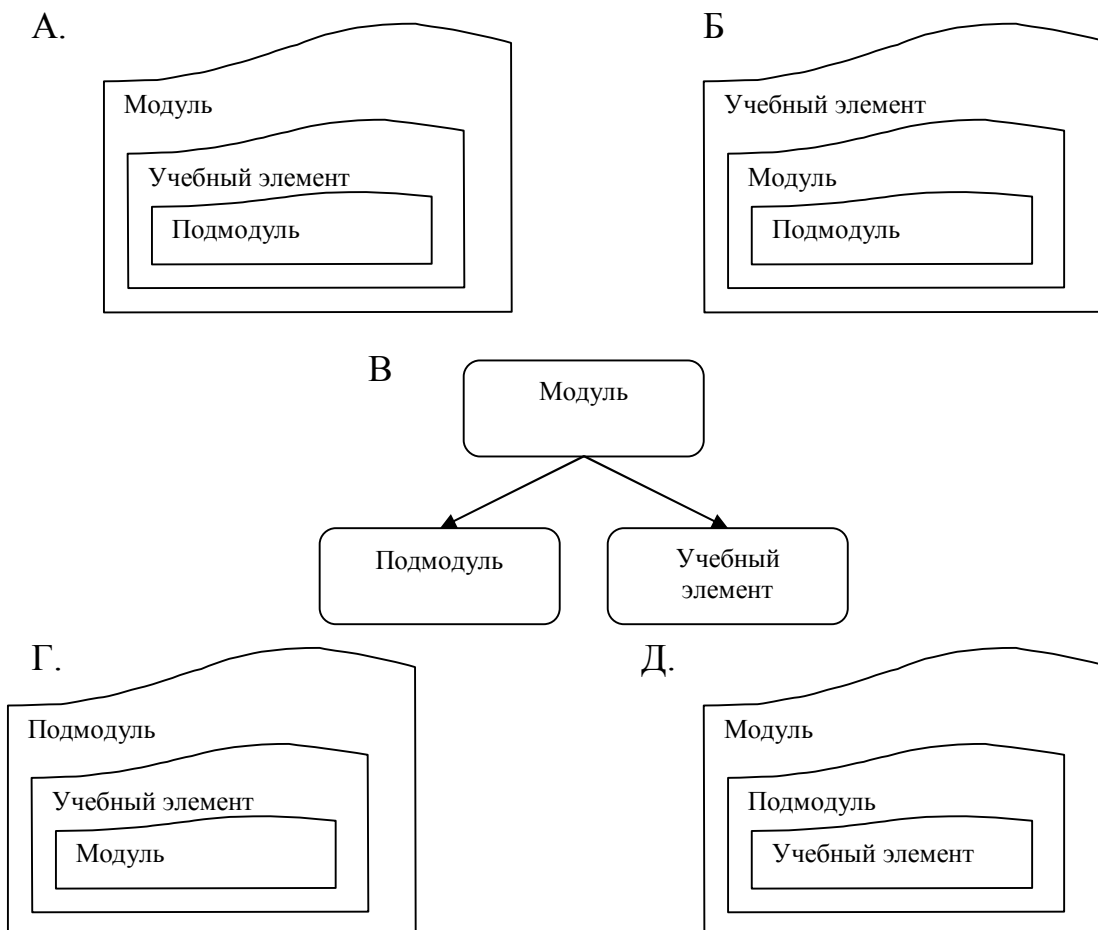 А.
Модуль
Учебный элемент
Подмодуль
Б
Учебный элемент
Модуль
Подмодуль
В
Модуль
Подмодуль
Учебный
элемент
Г.
Подмодуль
Учебный элемент
Модуль
Д.
Модуль
Подмодуль
Учебный элемент